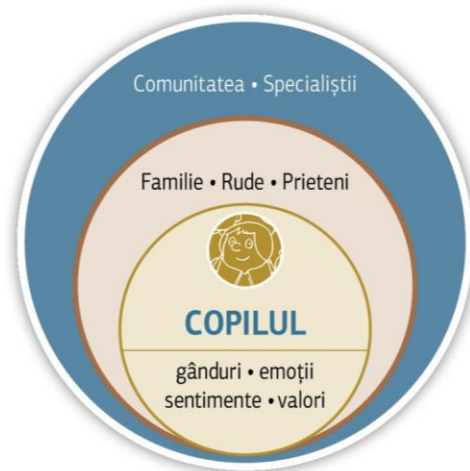 Comunitatea • Specialiștii
Familie • Rude • Prieteni
COPILUL
gânduri • emoții
sentimente • valori